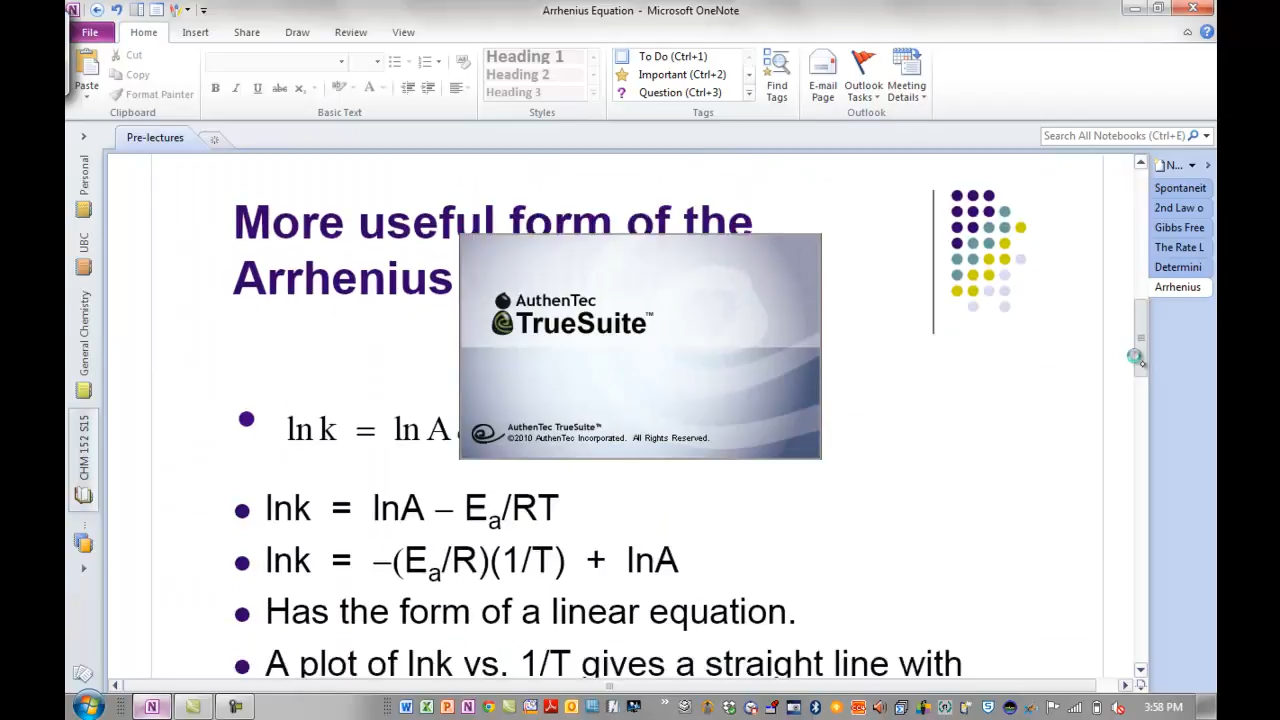 Arrhenius Equation - Microsoft OneNote
File Home Insert Share Draw Review View
Cut
Copy
Format Painter
Paste
Clipboard
B I U abc
Basic Text
Heading 1
Heading 2
Heading 3
Styles
To Do (Ctrl+1)
Important (Ctrl+2)
Question (Ctrl+3)
Find
Tags
Tags
E-mail
Page
Outlook
Tasks
Meeting
Details
Outlook
Pre-lectures
Search All Notebooks (Ctrl+E)
N...
Spontaneit
2nd Law o
Gibbs Free
The Rate L
Determini
Arrhenius
Personal
UBC
General Chemistry
CHM 152 S15
More useful form of the
Arrhenius
AuthenTec
TrueSuite™
AuthenTec TrueSuite™
©2010 AuthenTec Incorporated. All Rights Reserved.
ln k = ln A
lnk = lnA – Ea/RT
lnk = –(Ea/R)(1/T) + lnA
Has the form of a linear equation.
A plot of lnk vs. 1/T gives a straight line with
3:58 PM